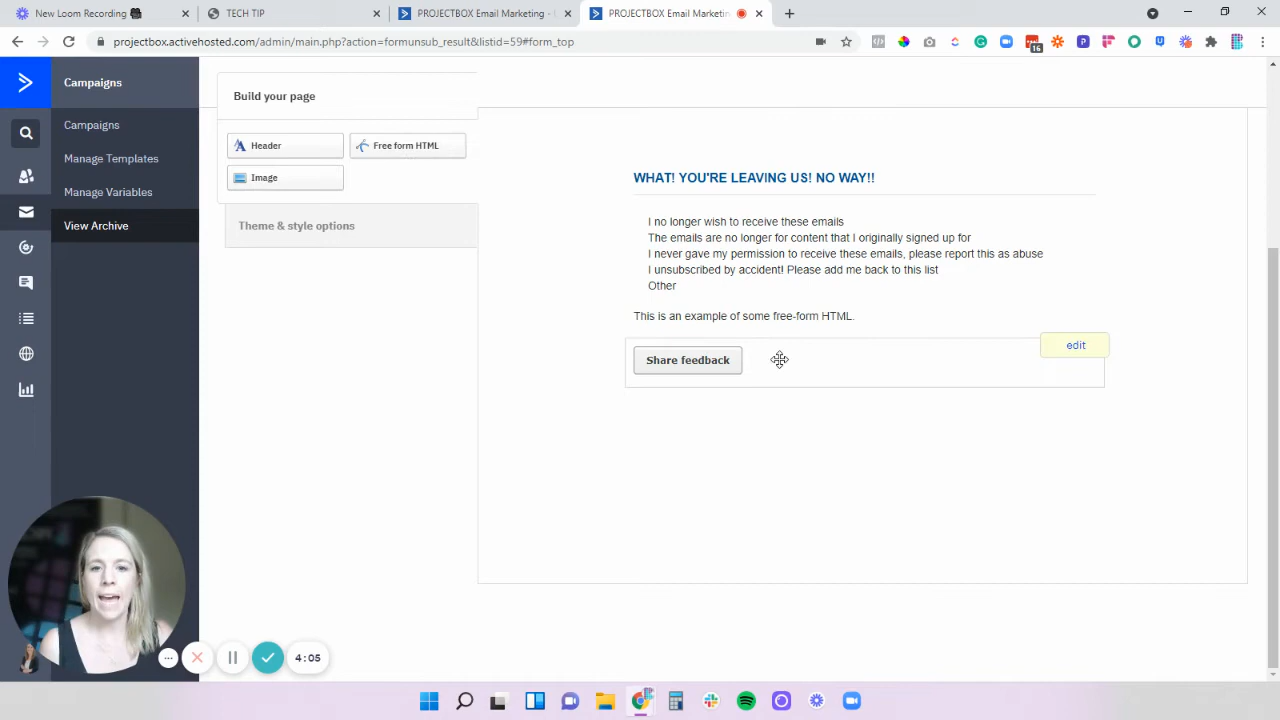 New Loom Recording
TECH TIP
PROJECTBOX Email Marketing - U
PROJECTBOX Email Marketin
projectbox.activehosted.com/admin/main.php?action=formunsub_result&listid=59#form_top
16
Campaigns
Campaigns
Manage Templates
Manage Variables
View Archive
Build your page
Header
Free form HTML
Image
Theme & style options
WHAT! YOU'RE LEAVING US! NO WAY!!
I no longer wish to receive these emails
The emails are no longer for content that I originally signed up for
I never gave my permission to receive these emails, please report this as abuse
I unsubscribed by accident! Please add me back to this list
Other
This is an example of some free-form HTML.
edit
Share feedback
4:05